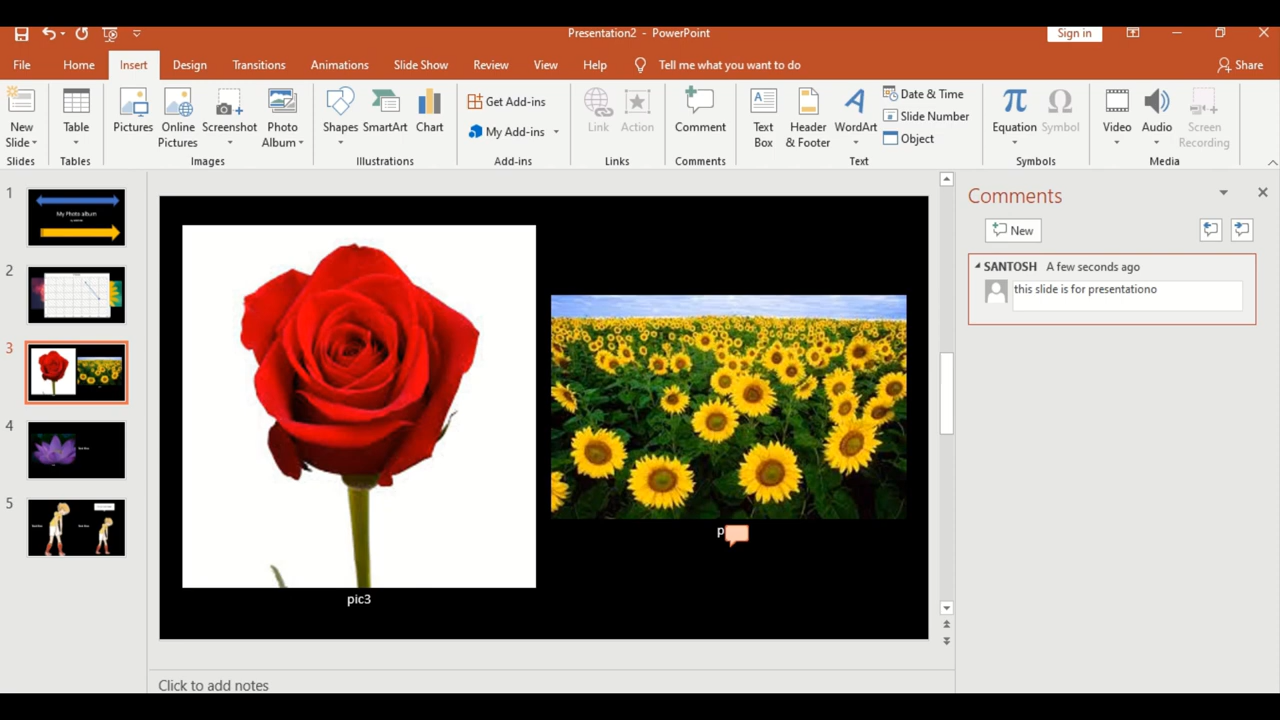 Presentation2 - PowerPoint
Sign in
File Home Insert Design Transitions Animations Slide Show Review View Help Tell me what you want to do Share
New Slide
Table
Pictures
Online Pictures
Screenshot
Photo Album
Shapes
SmartArt
Chart
Get Add-ins
My Add-ins
Link
Action
Comment
Text Box
Header & Footer
WordArt
Date & Time
Slide Number
Object
Equation
Symbol
Video
Audio
Screen Recording
Slides Tables Images Illustrations Add-ins Links Comments Text Symbols Media
1
My Photo album
2
3
4
5
pic3
p
Comments
New
SANTOSH A few seconds ago
this slide is for presentationo
Click to add notes